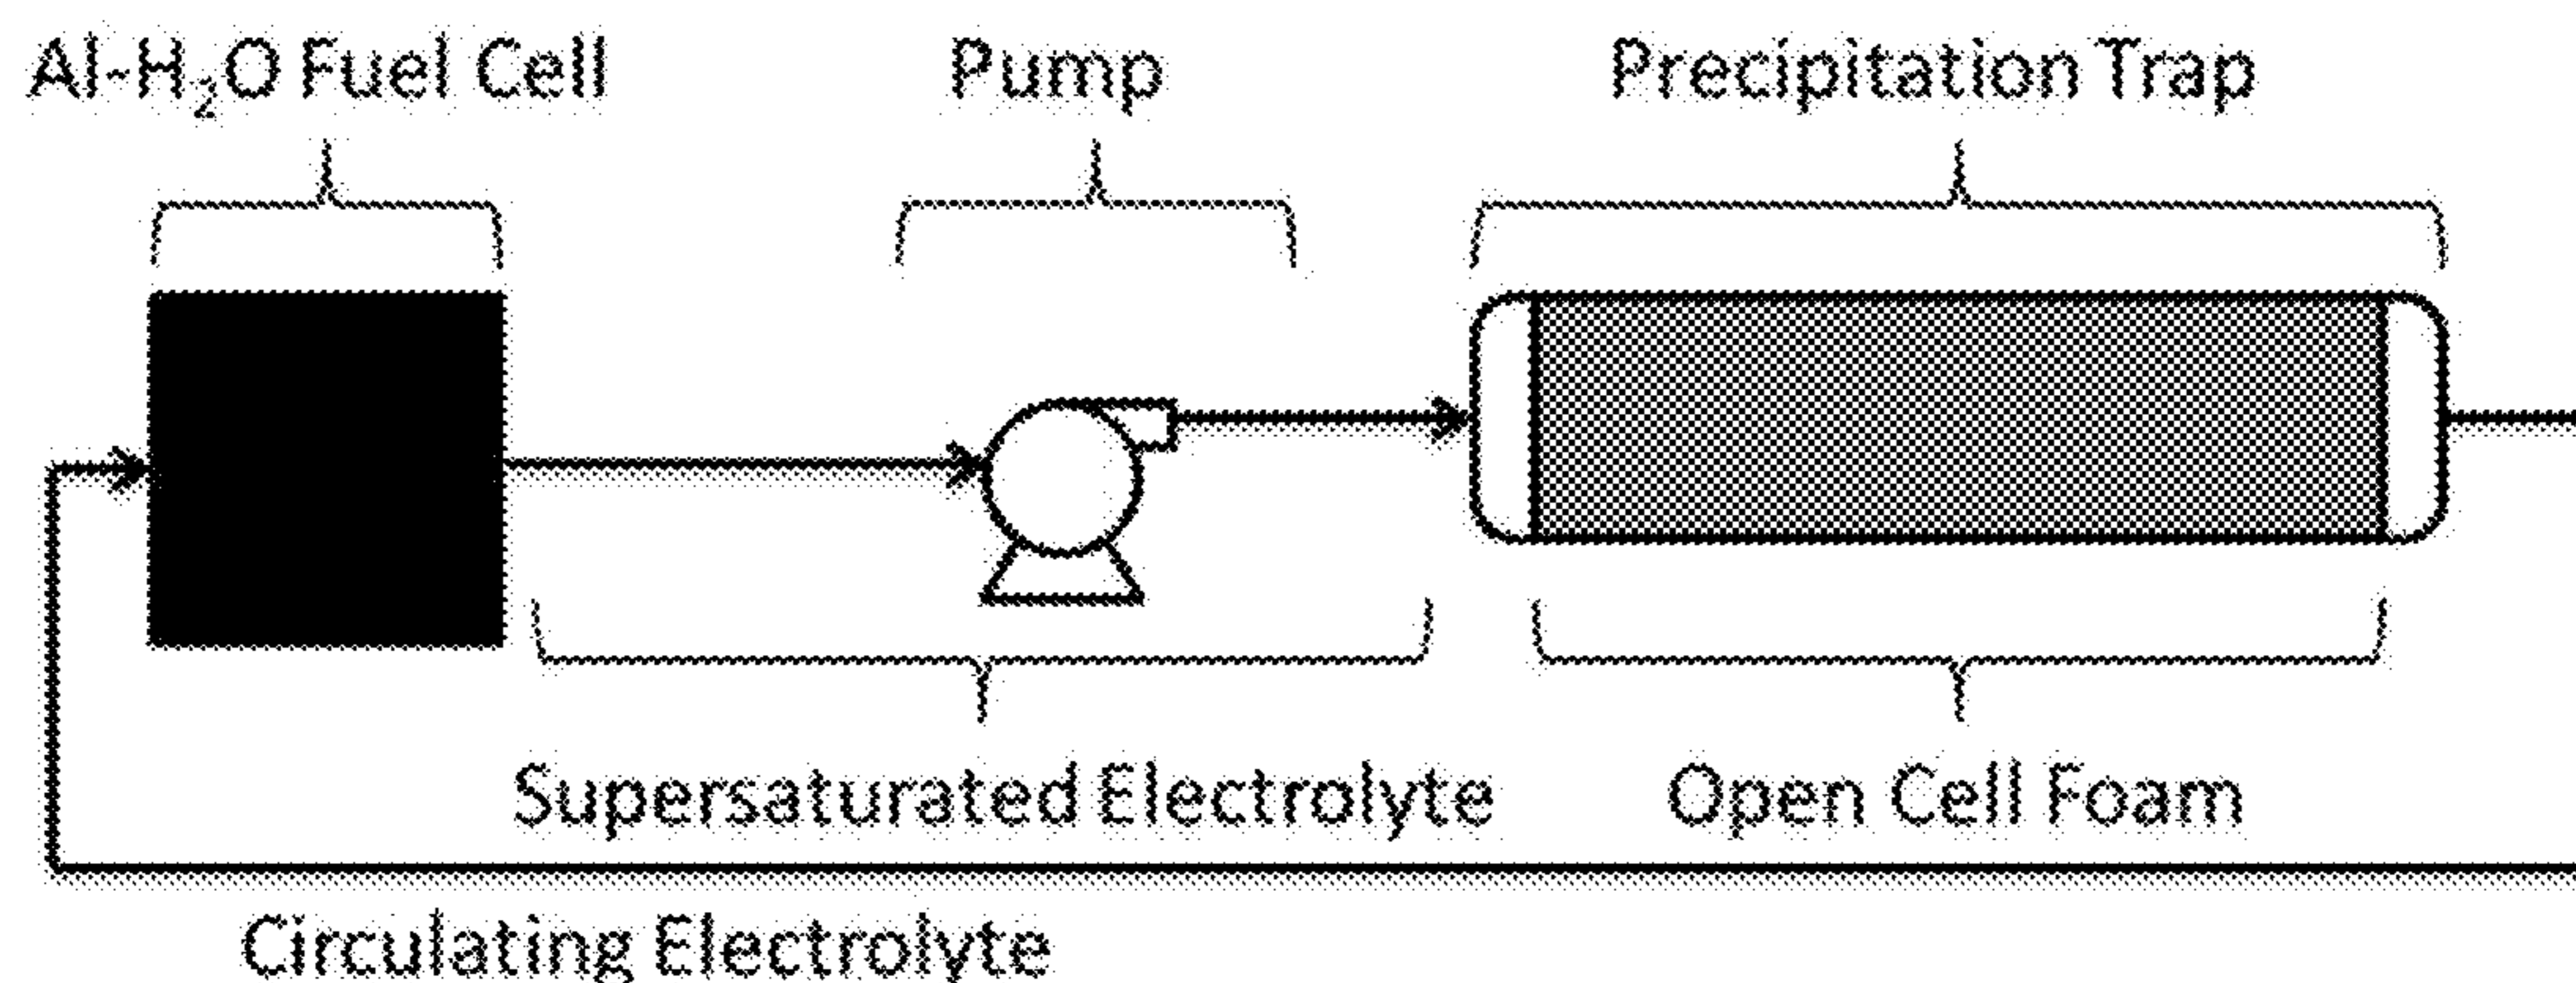 Al-H₂O Fuel Cell
Pump
Precipitation Trap
Supersaturated Electrolyte
Open Cell Foam
Circulating Electrolyte